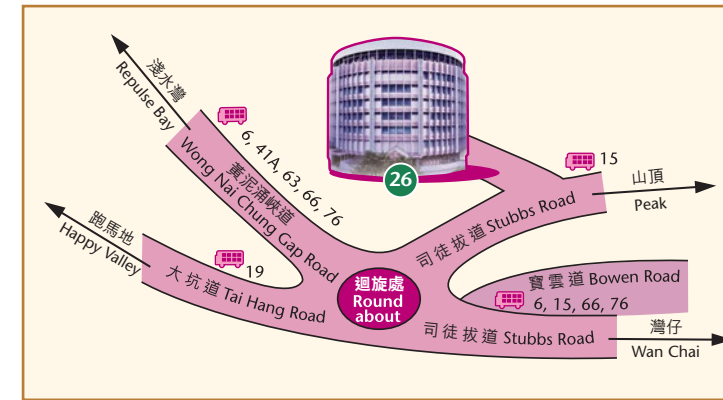 淺水灣
Repulse Bay
6, 41A, 63, 66, 76
黃泥涌峽道
Wong Nai Chung Gap Road
26
15
山頂
Peak
司徒拔道 Stubbs Road
跑馬地
Happy Valley
19
大坑道 Tai Hang Road
迴旋處
Round
about
寶雲道 Bowen Road
6, 15, 66, 76
司徒拔道 Stubbs Road
灣仔
Wan Chai